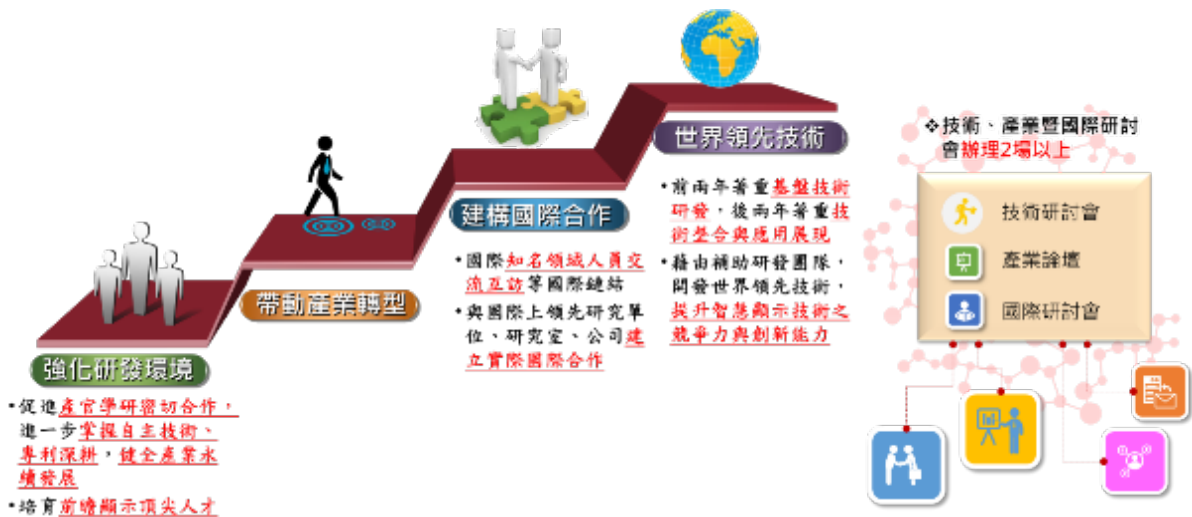 強化研發環境
•促進產官學研密切合作，
進一步掌握自主技術、
專利深耕，健全產業永
續發展
•培育前瞻顯示頂尖人才
帶動產業轉型
建構國際合作
•國際知名領域人員交
流互訪等國際鏈結
•與國際上領先研究單
位、研究室、公司建
立實際國際合作
世界領先技術
•前兩年著重基盤技術
研發，後兩年著重技
術整合與應用展現
•藉由補助研發團隊，
開發世界領先技術，
提升智慧顯示技術之
競爭力與創新能力
❖技術、產業暨國際研討
會辦理2場以上
技術研討會
產業論壇
國際研討會